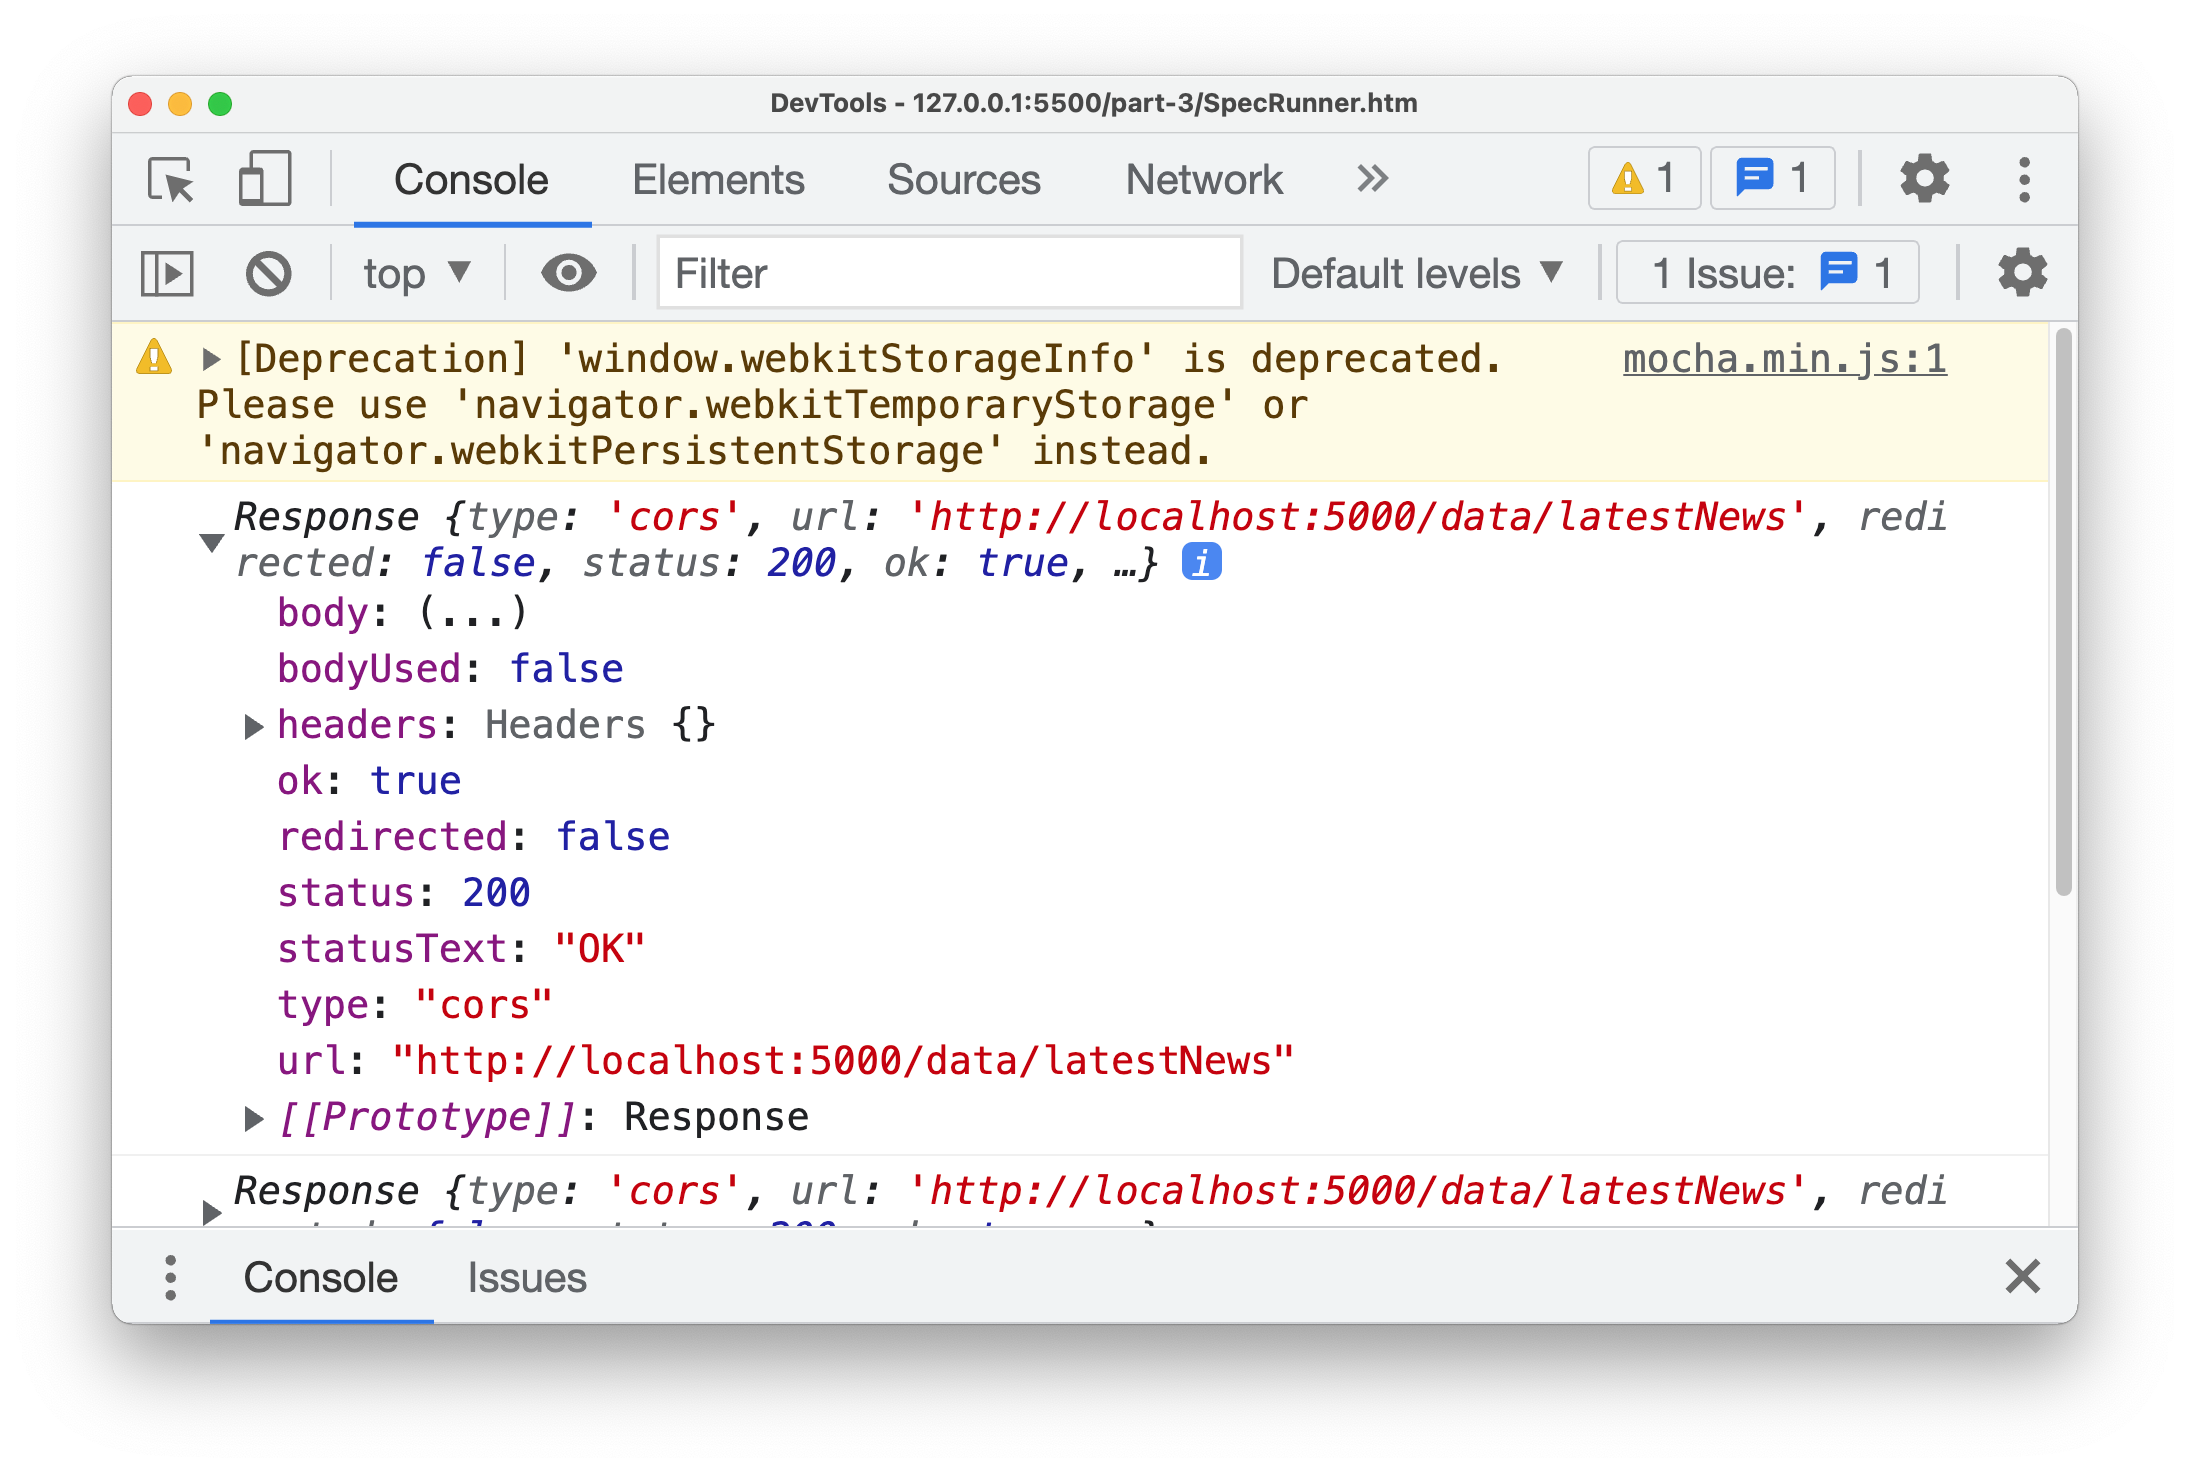 DevTools - 127.0.0.1:5500/part-3/SpecRunner.htm
Console Elements Sources Network 1 1
top Filter Default levels 1 Issue: 1
[Deprecation] 'window.webkitStorageInfo' is deprecated. mocha.min.js:1
Please use 'navigator.webkitTemporaryStorage' or
'navigator.webkitPersistentStorage' instead.
Response {type: 'cors', url: 'http://localhost:5000/data/latestNews', redi
rected: false, status: 200, ok: true, …} i
body: (...)
bodyUsed: false
headers: Headers {}
ok: true
redirected: false
status: 200
statusText: "OK"
type: "cors"
url: "http://localhost:5000/data/latestNews"
[[Prototype]]: Response
Response {type: 'cors', url: 'http://localhost:5000/data/latestNews', redi
Console Issues